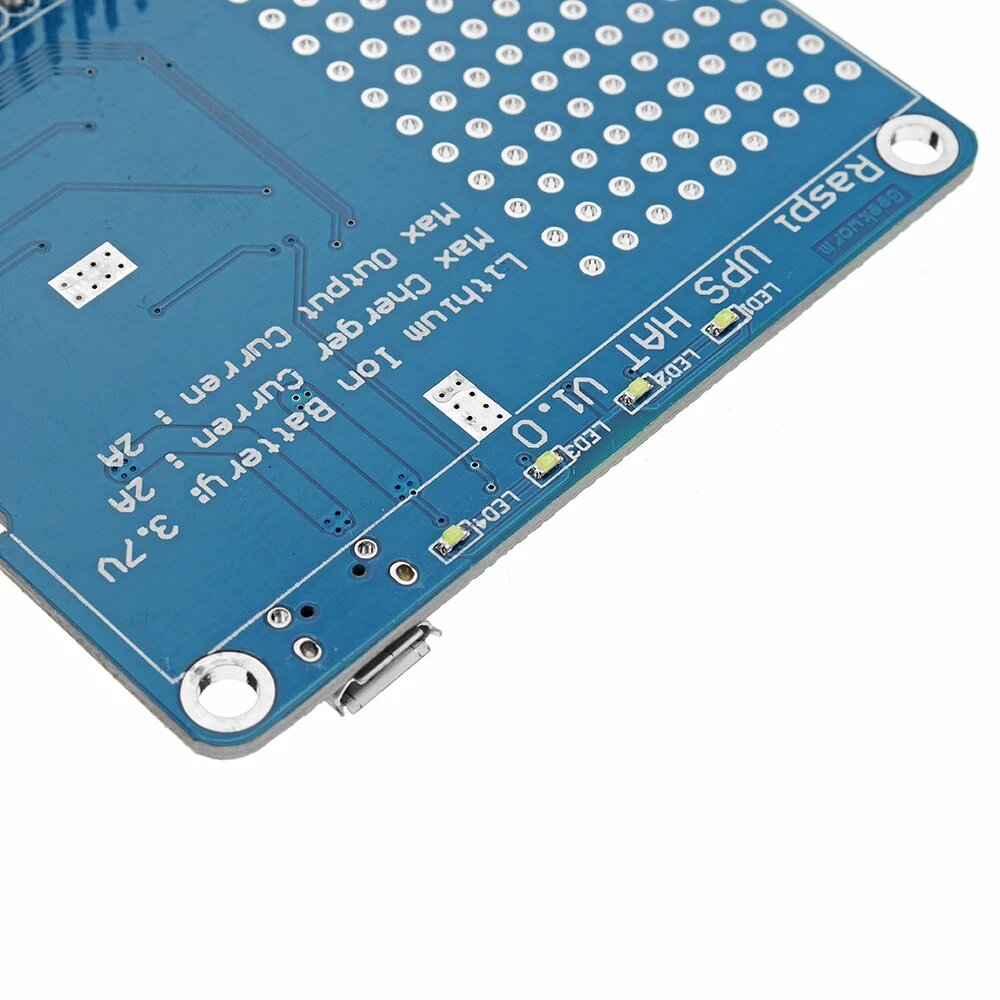 Geekworm
Raspi UPS HAT V1.0
LED1
LED2
LED3
LED4
Lithium Ion Battery: 3.7V
Max Cherger Curren : 2A
Max Output Curren : 2A